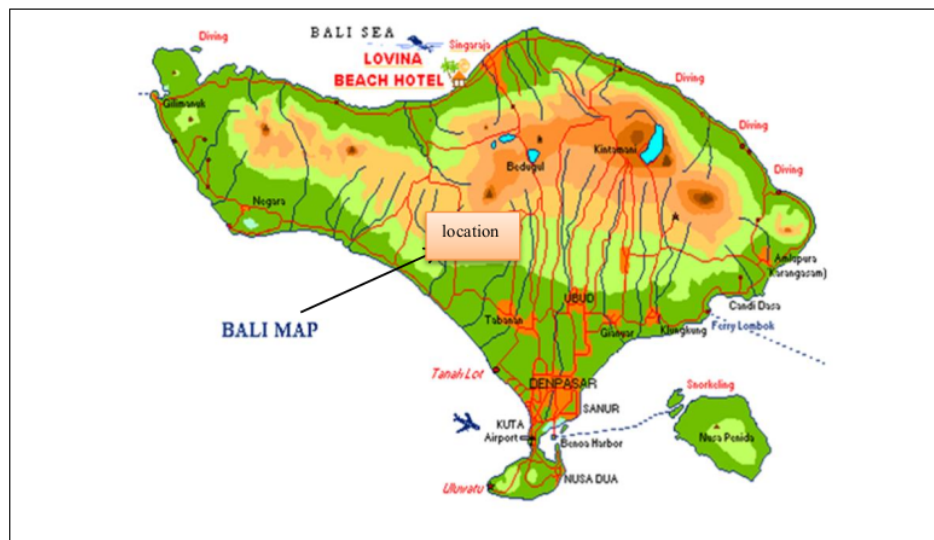 Diving
BALI SEA
Singaraja
LOVINA
BEACH HOTEL
Diving
Gilimanuk
Diving
Kintamani
Bedugul
Diving
Negara
location
Amlapura
Karangasam)
UBUD
Candi Dasa
BALI MAP
Tabanan
Gianyar
Klungkung
Ferry Lombok
Tanah Lot
DENPASAR
Snorkeling
SANUR
KUTA
Airport
Benoa Harbor
Nusa Penida
NUSA DUA
Uluwatu